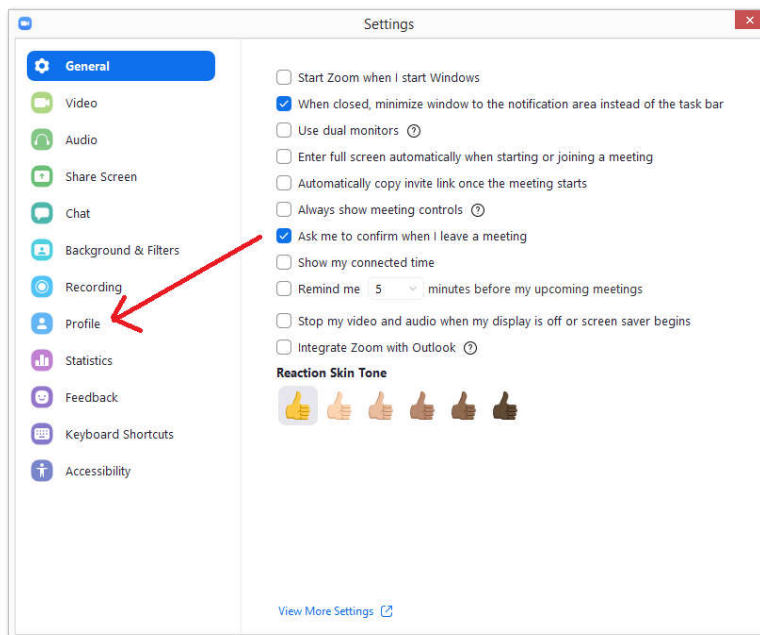 Settings
General
Video
Audio
Share Screen
Chat
Background & Filters
Recording
Profile
Statistics
Feedback
Keyboard Shortcuts
Accessibility
Start Zoom when I start Windows
When closed, minimize window to the notification area instead of the task bar
Use dual monitors ?
Enter full screen automatically when starting or joining a meeting
Automatically copy invite link once the meeting starts
Always show meeting controls ?
Ask me to confirm when I leave a meeting
Show my connected time
Remind me 5 minutes before my upcoming meetings
Stop my video and audio when my display is off or screen saver begins
Integrate Zoom with Outlook ?
Reaction Skin Tone
View More Settings